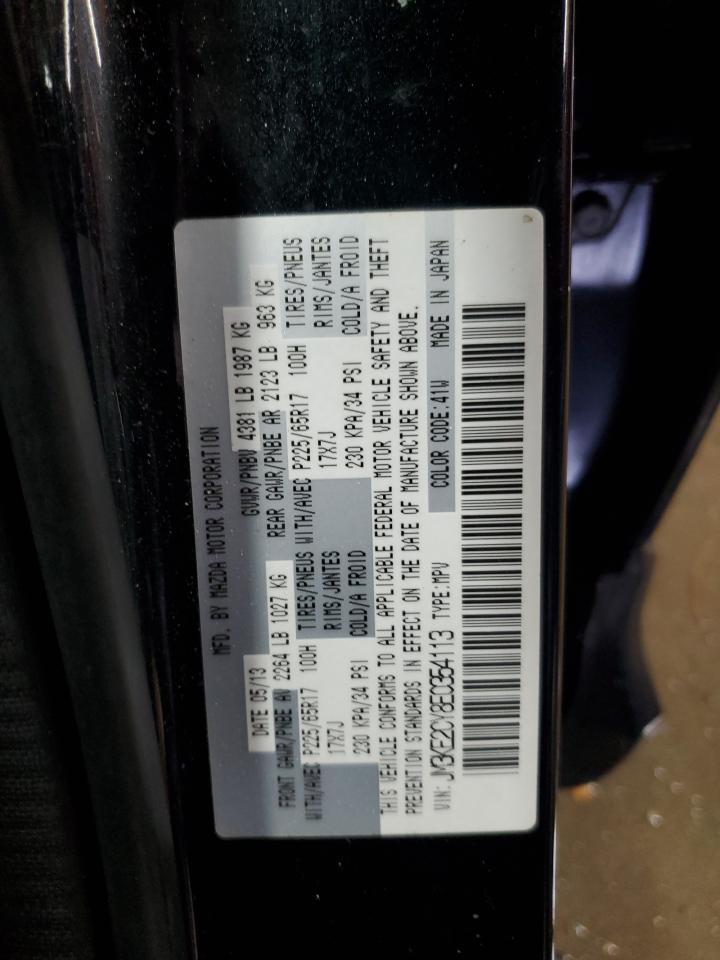 MFD. BY MAZDA MOTOR CORPORATION
DATE 05/13 GVWR/PNBV 4381 LB 1987 KG
FRONT GAWR/PNBE AV 2264 LB 1027 KG REAR GAWR/PNBE AR 2123 LB 963 KG
WITH/AVEC P225/65R17 100H TIRES/PNEUS WITH/AVEC P225/65R17 100H TIRES/PNEUS
17X7J RIMS/JANTES 17X7J RIMS/JANTES
230 KPA/34 PSI COLD/A FROID 230 KPA/34 PSI COLD/A FROID
THIS VEHICLE CONFORMS TO ALL APPLICABLE FEDERAL MOTOR VEHICLE SAFETY AND THEFT
PREVENTION STANDARDS IN EFFECT ON THE DATE OF MANUFACTURE SHOWN ABOVE.
VIN: JM3KE2CY8E0354113 TYPE:MPV COLOR CODE:41W MADE IN JAPAN